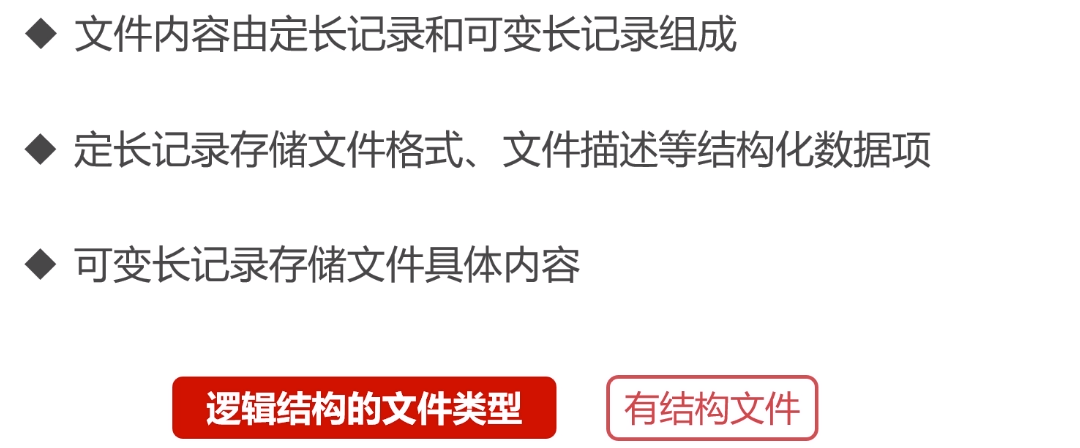 文件内容由定长记录和可变长记录组成
定长记录存储文件格式、文件描述等结构化数据项
可变长记录存储文件具体内容
逻辑结构的文件类型 有结构文件